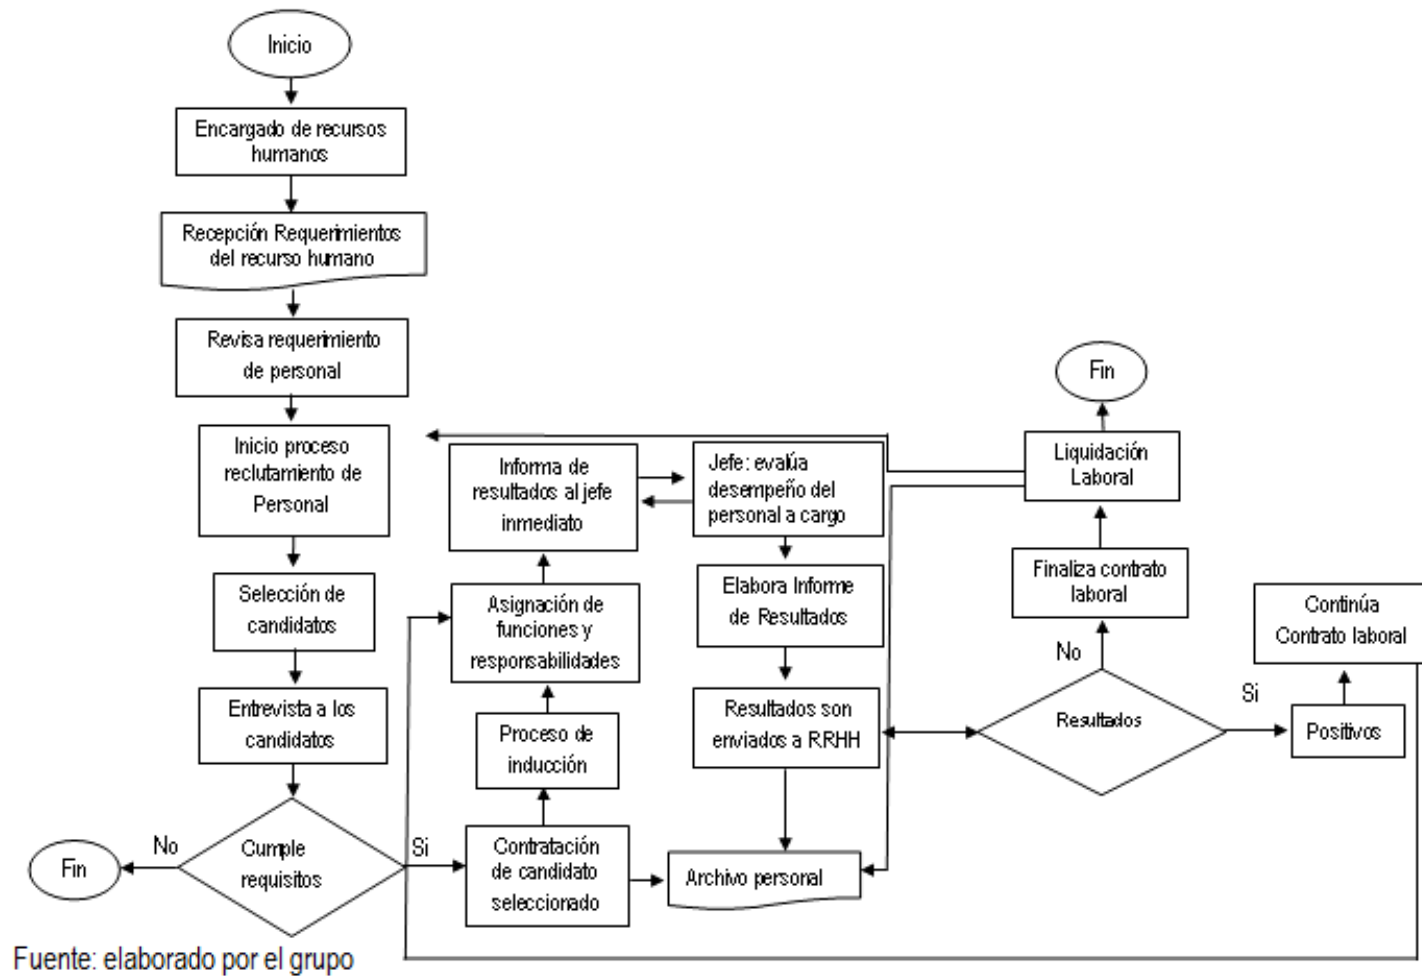 Inicio
Encargado de recursos
humanos
Recepción Requerimientos
del recurso humano
Revisa requerimiento
de personal
Inicio proceso
reclutamiento de
Personal
Selección de
candidatos
Entrevista a los
candidatos
Cumple
requisitos
No
Fin
Si
Contratación
de candidato
seleccionado
Proceso de
inducción
Asignación de
funciones y
responsabilidades
Informa de
resultados al jefe
inmediato
Jefe: evalúa
desempeño del
personal a cargo
Elabora Informe
de Resultados
Resultados son
enviados a RRHH
Archivo personal
Resultados
No
Finaliza contrato
laboral
Liquidación
Laboral
Fin
Si
Positivos
Continúa
Contrato laboral
Fuente: elaborado por el grupo